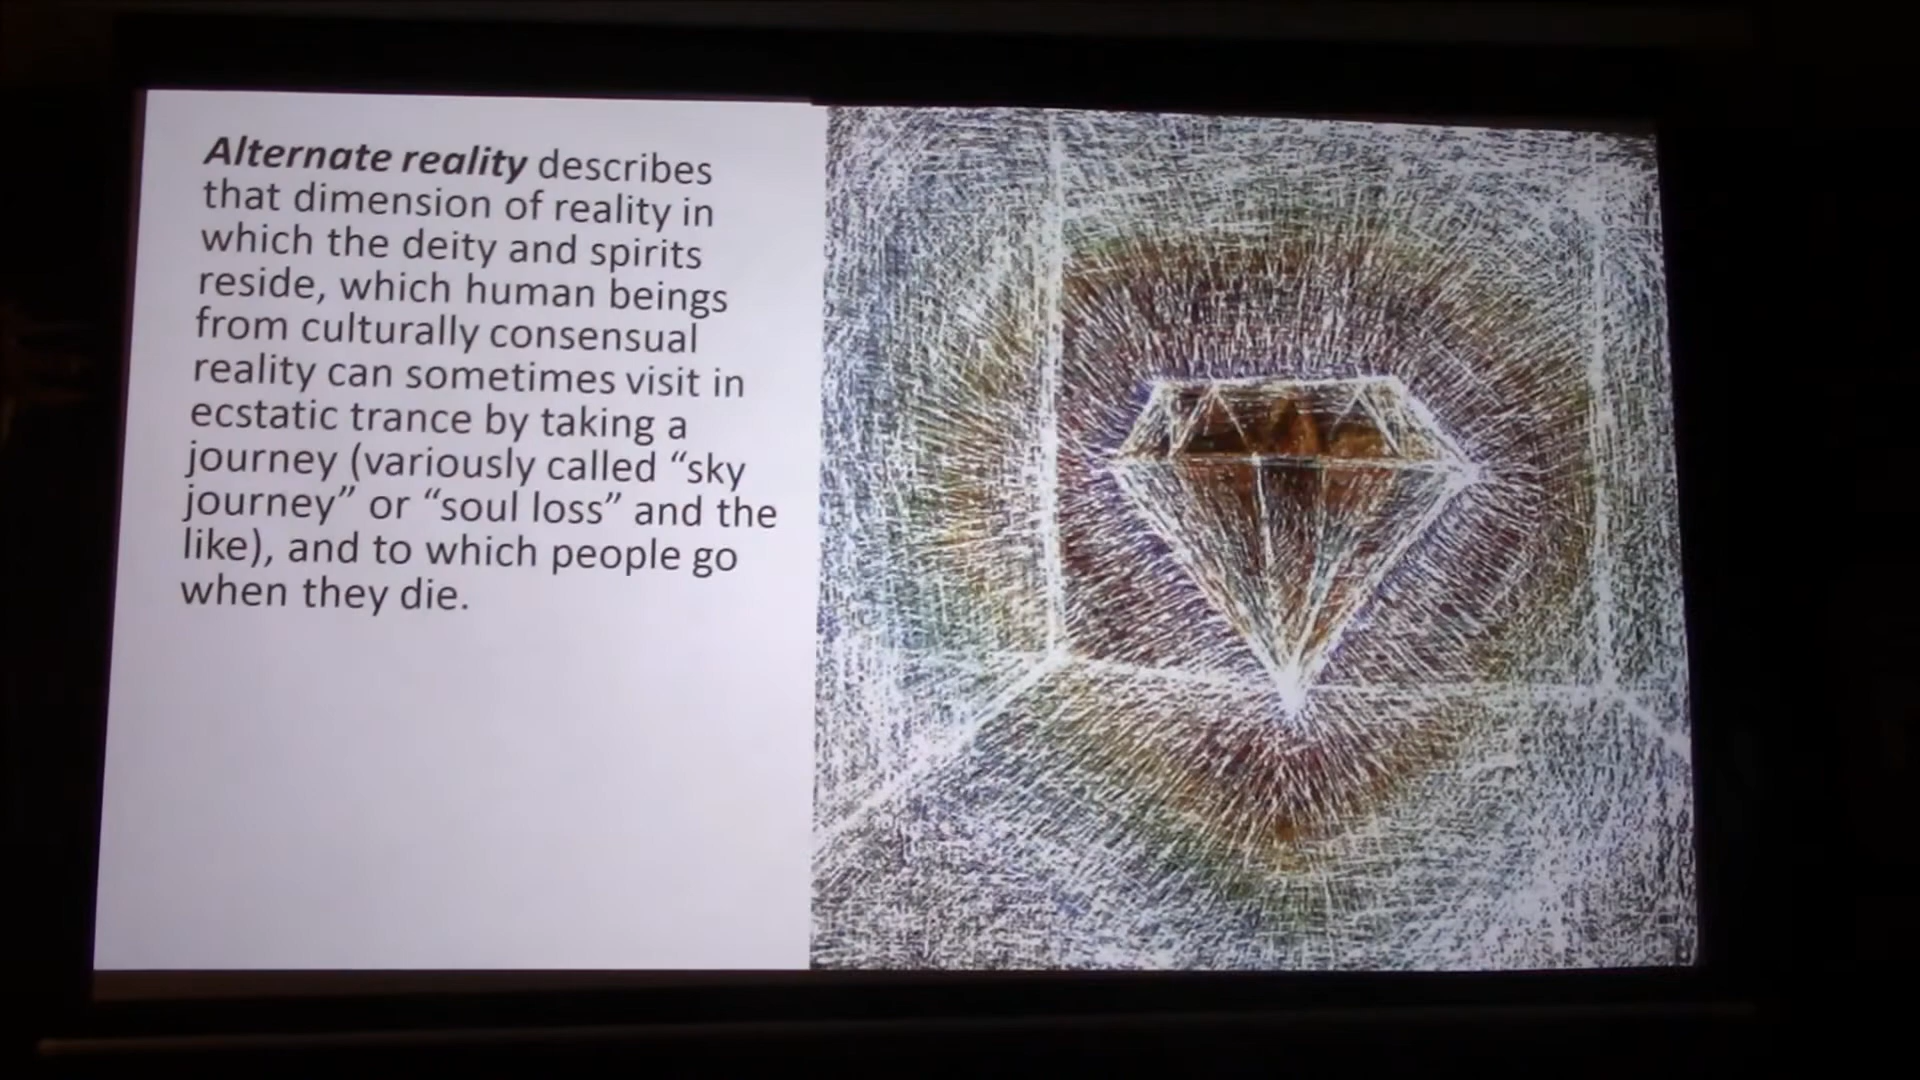 Alternate reality describes
that dimension of reality in
which the deity and spirits
reside, which human beings
from culturally consensual
reality can sometimes visit in
ecstatic trance by taking a
journey (variously called “sky
journey” or “soul loss” and the
like), and to which people go
when they die.